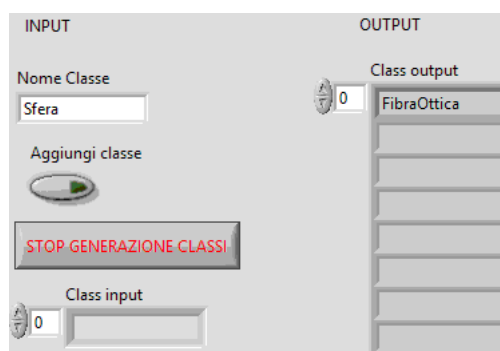 INPUT
OUTPUT
Nome Classe
Sfera
Aggiungi classe
STOP GENERAZIONE CLASSI
Class input
0
Class output
0
FibraOttica